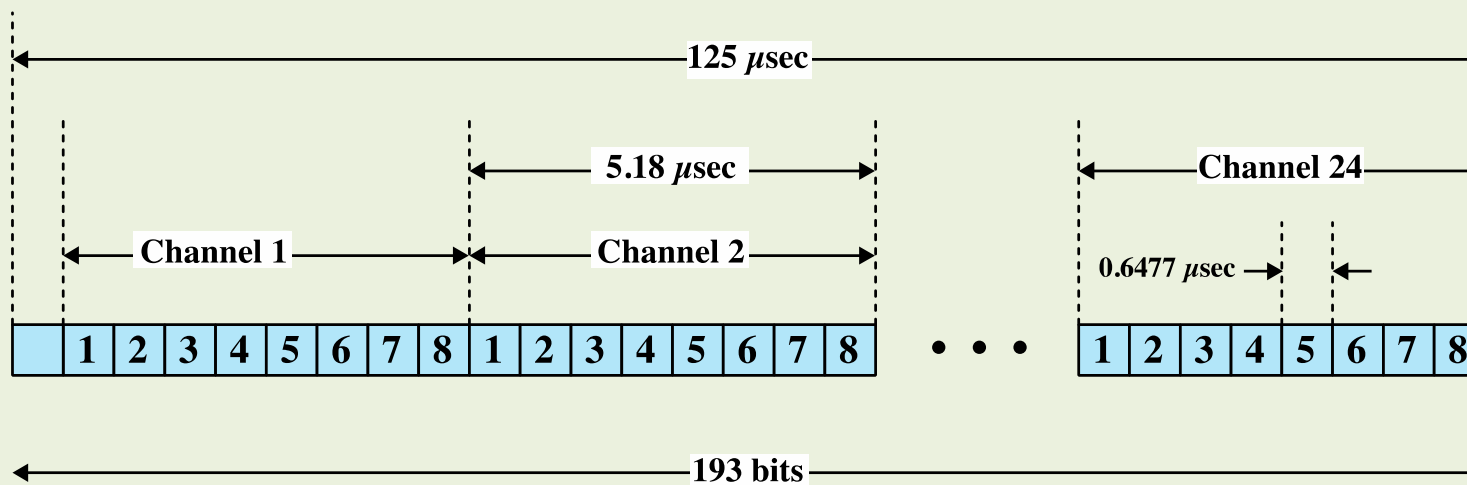 125 µsec
5.18 µsec
Channel 24
Channel 1
Channel 2
0.6477 µsec
1 2 3 4 5 6 7 8 1 2 3 4 5 6 7 8 • • • 1 2 3 4 5 6 7 8
193 bits